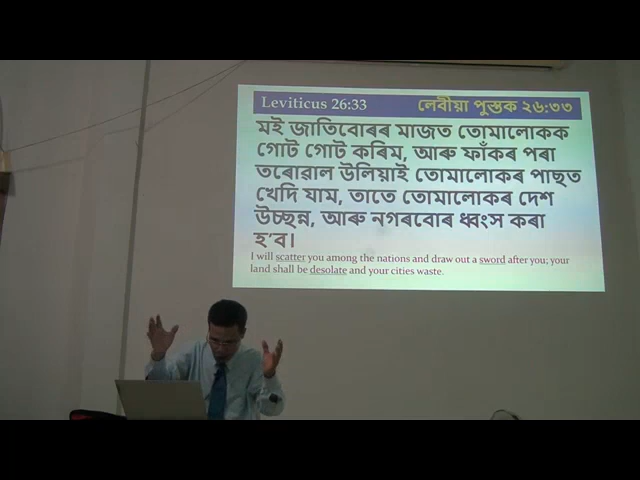 Leviticus 26:33
লেবীয়া পুস্তক ২৬:৩৩
মই জাতিবোৰৰ মাজত তোমালোকক
গোট গোট কৰিম, আৰু ফাঁকৰ পৰা
তৰোৱাল উলিয়াই তোমালোকৰ পাছত
খেদি যাম, তাতে তোমালোকৰ দেশ
উচ্ছন্ন, আৰু নগৰবোৰ ধ্বংস কৰা
হ’ব।
I will scatter you among the nations and draw out a sword after you; your
land shall be desolate and your cities waste.